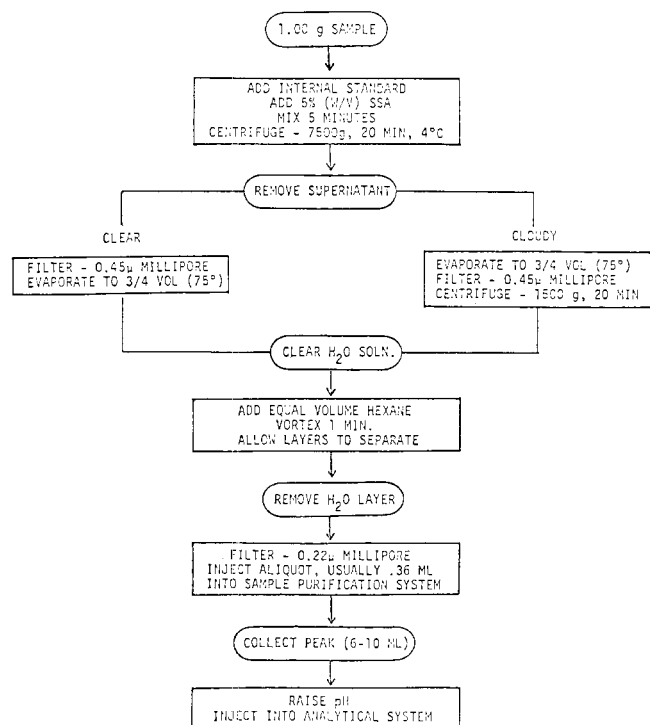 1.00 g SAMPLE
ADD INTERNAL STANDARD
ADD 5% (W/V) SSA
MIX 5 MINUTES
CENTRIFUGE - 7500g, 20 MIN, 4°C
REMOVE SUPERNATANT
CLEAR
FILTER - 0.45μ MILLIPORE
EVAPORATE TO 3/4 VOL (75°)
CLOUDY
EVAPORATE TO 3/4 VOL (75°)
FILTER - 0.45μ MILLIPORE
CENTRIFUGE - 1500 g, 20 MIN
CLEAR H₂O SOLN.
ADD EQUAL VOLUME HEXANE
VORTEX 1 MIN.
ALLOW LAYERS TO SEPARATE
REMOVE H₂O LAYER
FILTER - 0.22μ MILLIPORE
INJECT ALIQUOT, USUALLY .36 ML
INTO SAMPLE PURIFICATION SYSTEM
COLLECT PEAK (6-10 ML)
RAISE pH
INJECT INTO ANALYTICAL SYSTEM